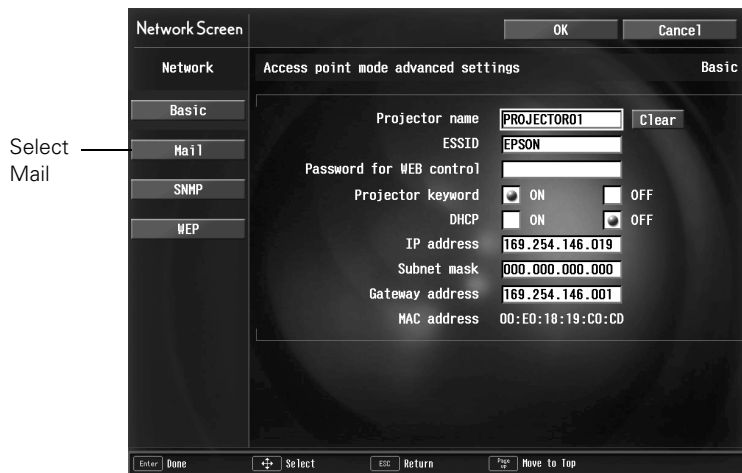 Network Screen
OK
Cancel
Network
Access point mode advanced settings
Basic
Basic
Mail
SNMP
WEP
Select
Mail
Projector name
PROJECTOR01
Clear
ESSID
EPSON
Password for WEB control
Projector keyword
ON
OFF
DHCP
ON
OFF
IP address
169.254.146.019
Subnet mask
000.000.000.000
Gateway address
169.254.146.001
MAC address
00:E0:18:19:C0:CD
Enter Done
Select
ESC Return
Page up Move to Top